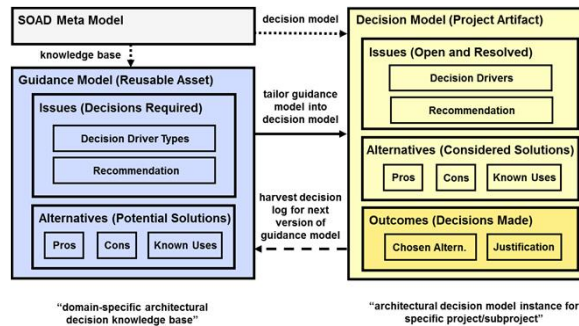 SOAD Meta Model
decision model
knowledge base
Guidance Model (Reusable Asset)
Issues (Decisions Required)
Decision Driver Types
Recommendation
Alternatives (Potential Solutions)
Pros
Cons
Known Uses
tailor guidance
model into
decision model
harvest decision
log for next
version of
guidance model
Decision Model (Project Artifact)
Issues (Open and Resolved)
Decision Drivers
Recommendation
Alternatives (Considered Solutions)
Pros
Cons
Known Uses
Outcomes (Decisions Made)
Chosen Altern.
Justification
“domain-specific architectural
decision knowledge base”
“architectural decision model instance for
specific project/subproject”